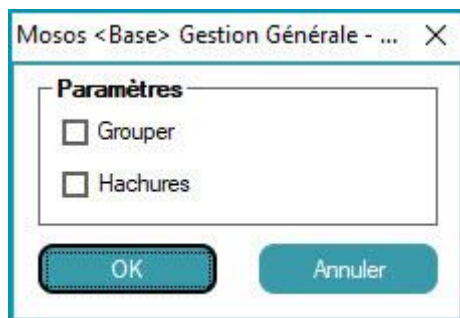 Mosos <Base> Gestion Générale - ...
Paramètres
Grouper
Hachures
OK
Annuler